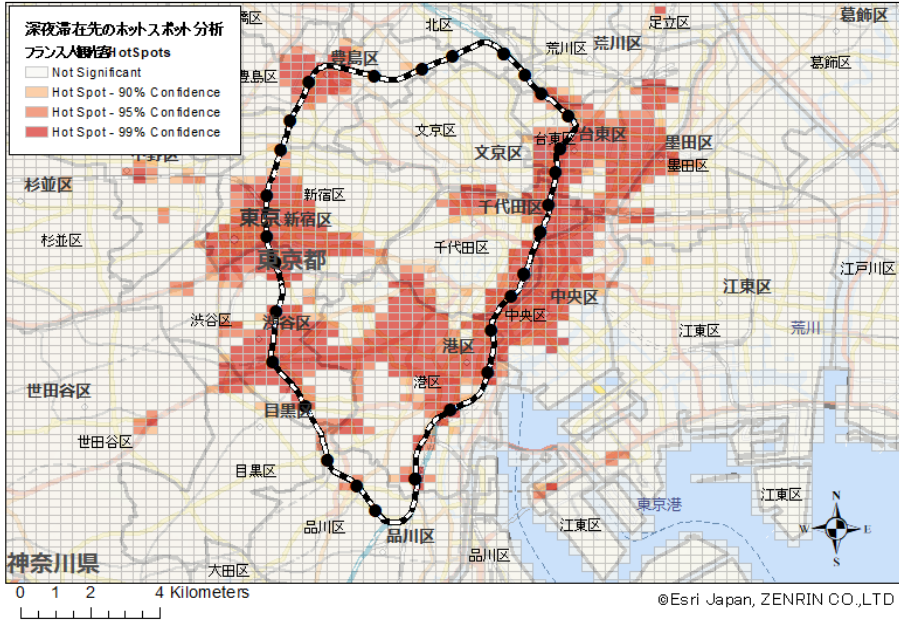 深夜滞在先のホットスポット分析
フランス人観光客HotSpots
Not Significant
Hot Spot - 90% Confidence
Hot Spot - 95% Confidence
Hot Spot - 99% Confidence
北区
足立区
葛飾区
荒川区
荒川区
豊島区
豊島区
葛飾区
文京区
台東区
台東区
文京区
墨田区
墨田区
中野区
杉並区
新宿区
東京
新宿区
千代田区
杉並区
千代田区
東京都
江戸川区
江東区
中央区
渋谷区
渋谷区
中央区
江東区
荒川
港区
世田谷区
港区
目黒区
世田谷区
目黒区
東京港
江東区
品川区
品川区
江東区
神奈川県
大田区
品川区
N
W
E
S
0 1 2 4 Kilometers
©Esri Japan, ZENRIN CO.,LTD